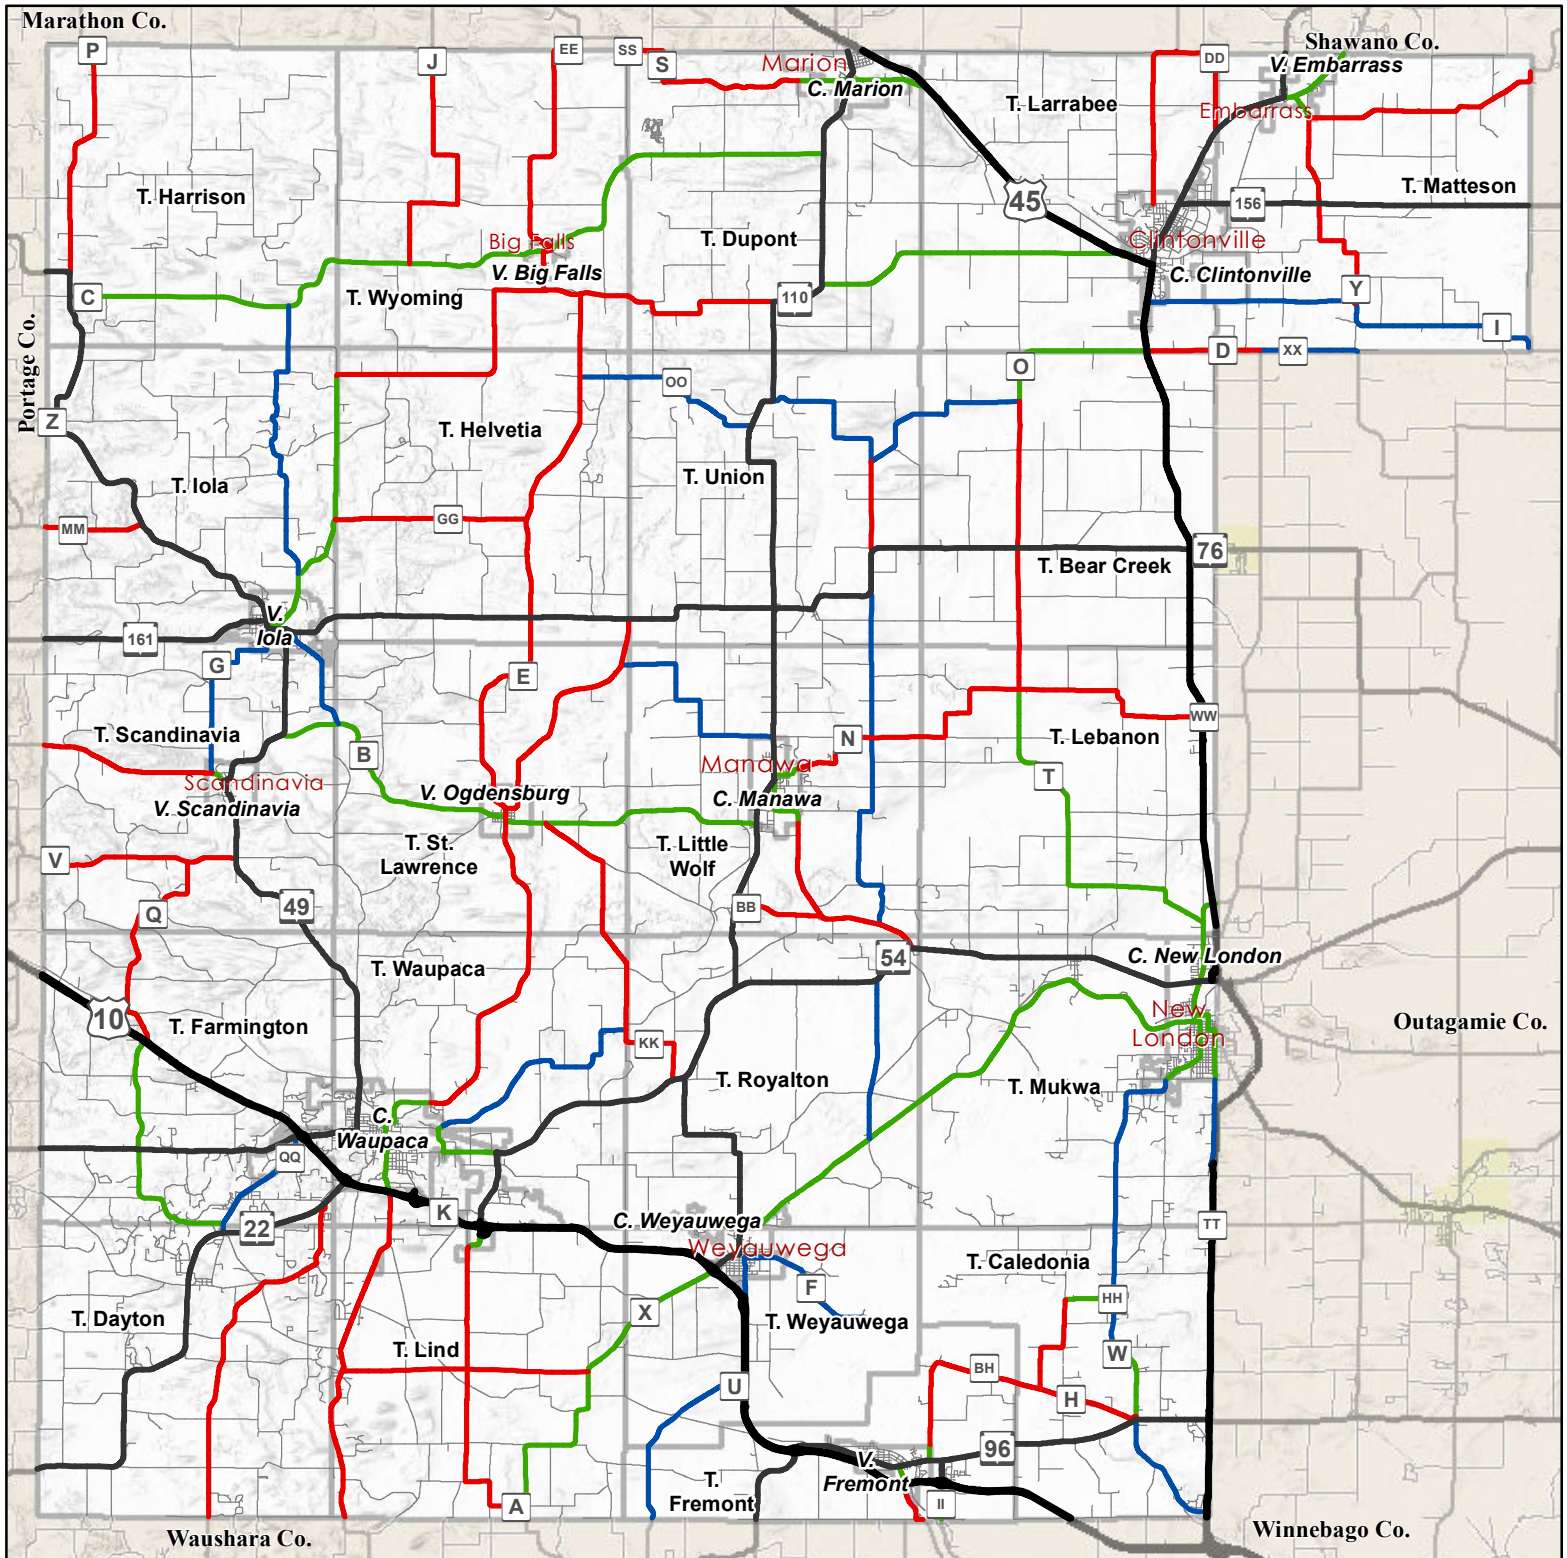 Marathon Co.
P
J
EE
SS
S
Marion
C. Marion
T. Larrabee
DD
Shawano Co.
V. Embarrass
Embarrass
T. Harrison
45
156
T. Matteson
Big Falls
V. Big Falls
T. Dupont
Clintonville
C. Clintonville
C
T. Wyoming
110
Y
I
Portage Co.
O
D
XX
OO
Z
T. Helvetia
T. Iola
T. Union
MM
GG
76
T. Bear Creek
V.
Iola
161
G
E
WW
T. Scandinavia
B
N
T. Lebanon
Manawa
T
Scandinavia
V. Scandinavia
V. Ogdensburg
C. Manawa
V
T. St.
Lawrence
T. Little
Wolf
49
Q
BB
54
C. New London
T. Waupaca
10
T. Farmington
New
London
Outagamie Co.
KK
T. Royalton
T. Mukwa
C.
Waupaca
QQ
22
K
C. Weyauwega
TT
Weyauwega
T. Caledonia
F
HH
X
T. Dayton
T. Weyauwega
T. Lind
W
BH
U
H
96
V.
Fremont
T.
Fremont
A
II
Waushara Co.
Winnebago Co.